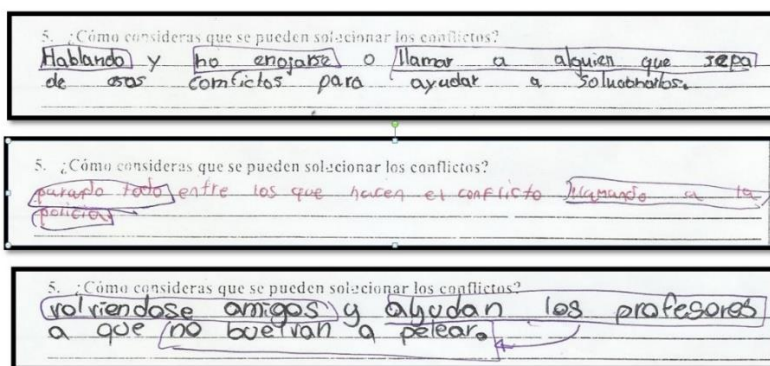 5. ¿Cómo consideras que se pueden solucionar los conflictos?
Hablando y no enojarse o llamar a alguien que sepa
de esos comfictos para ayudar a solucionarlos.
5. ¿Cómo consideras que se pueden solucionar los conflictos?
parando todo entre los que hacen el conflicto llamando a la
policia
5. ¿Cómo consideras que se pueden solucionar los conflictos?
volviendose amigos y ayudan los profesores
a que no buelvan a pelear.